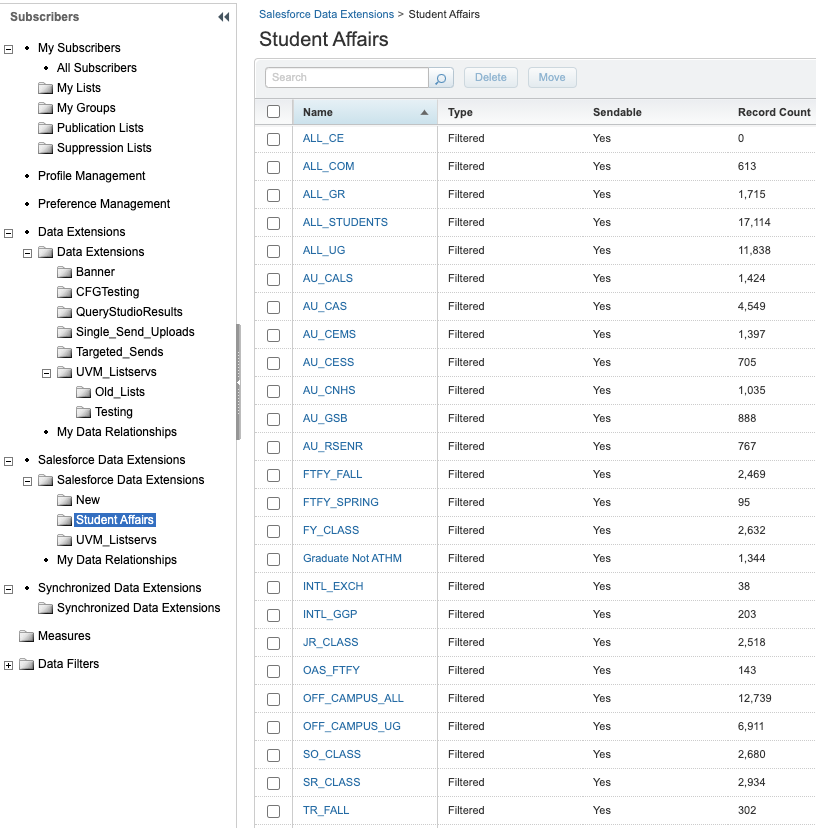 Subscribers
My Subscribers
All Subscribers
My Lists
My Groups
Publication Lists
Suppression Lists
Profile Management
Preference Management
Data Extensions
Data Extensions
Banner
CFGTesting
QueryStudioResults
Single_Send_Uploads
Targeted_Sends
UVM_Listservs
Old_Lists
Testing
My Data Relationships
Salesforce Data Extensions
Salesforce Data Extensions
New
Student Affairs
UVM_Listservs
My Data Relationships
Synchronized Data Extensions
Synchronized Data Extensions
Measures
Data Filters
Salesforce Data Extensions > Student Affairs
Student Affairs
Search Delete Move
Name Type Sendable Record Count
ALL_CE Filtered Yes 0
ALL_COM Filtered Yes 613
ALL_GR Filtered Yes 1,715
ALL_STUDENTS Filtered Yes 17,114
ALL_UG Filtered Yes 11,838
AU_CALS Filtered Yes 1,424
AU_CAS Filtered Yes 4,549
AU_CEMS Filtered Yes 1,397
AU_CESS Filtered Yes 705
AU_CNHS Filtered Yes 1,035
AU_GSB Filtered Yes 888
AU_RSENR Filtered Yes 767
FTFY_FALL Filtered Yes 2,469
FTFY_SPRING Filtered Yes 95
FY_CLASS Filtered Yes 2,632
Graduate Not ATHM Filtered Yes 1,344
INTL_EXCH Filtered Yes 38
INTL_GGP Filtered Yes 203
JR_CLASS Filtered Yes 2,518
OAS_FTFY Filtered Yes 143
OFF_CAMPUS_ALL Filtered Yes 12,739
OFF_CAMPUS_UG Filtered Yes 6,911
SO_CLASS Filtered Yes 2,680
SR_CLASS Filtered Yes 2,934
TR_FALL Filtered Yes 302